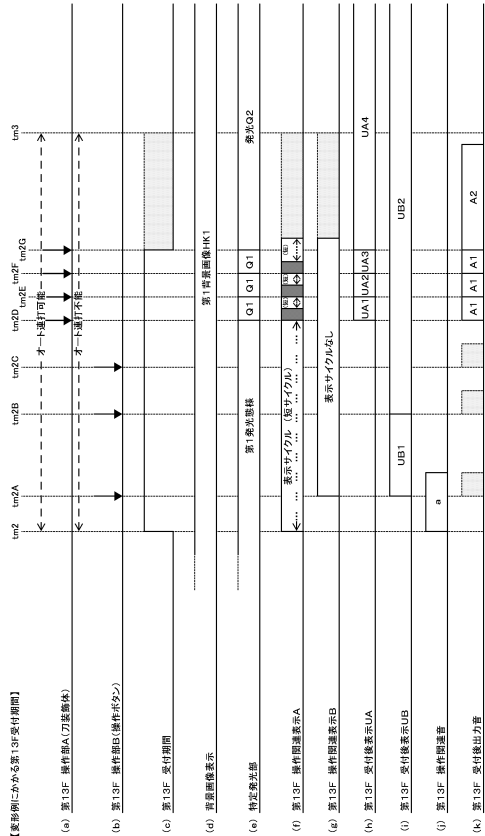 【変形例にかかる第13F受付期間】
tm2
tm2A
tm2B
tm2C
tm2D
tm2E
tm2F
tm2G
tm3
(a) 第13F 操作部A(刀装飾体)
オート連打可能
オート連打不能
(b) 第13F 操作部B(操作ボタン)
(c) 第13F 受付期間
(d) 背景画像表示
第1背景画像HK1
(e) 特定発光部
第1発光態様
Q1
Q1
Q1
発光Q2
(f) 第13F 操作関連表示A
表示サイクル(短サイクル)
(短)
(短)
(短)
(g) 第13F 操作関連表示B
表示サイクルなし
(h) 第13F 受付後表示UA
UA1
UA2
UA3
UA4
(i) 第13F 受付後表示UB
UB1
UB2
(j) 第13F 操作関連音
a
(k) 第13F 受付後出力音
A1
A1
A1
A2